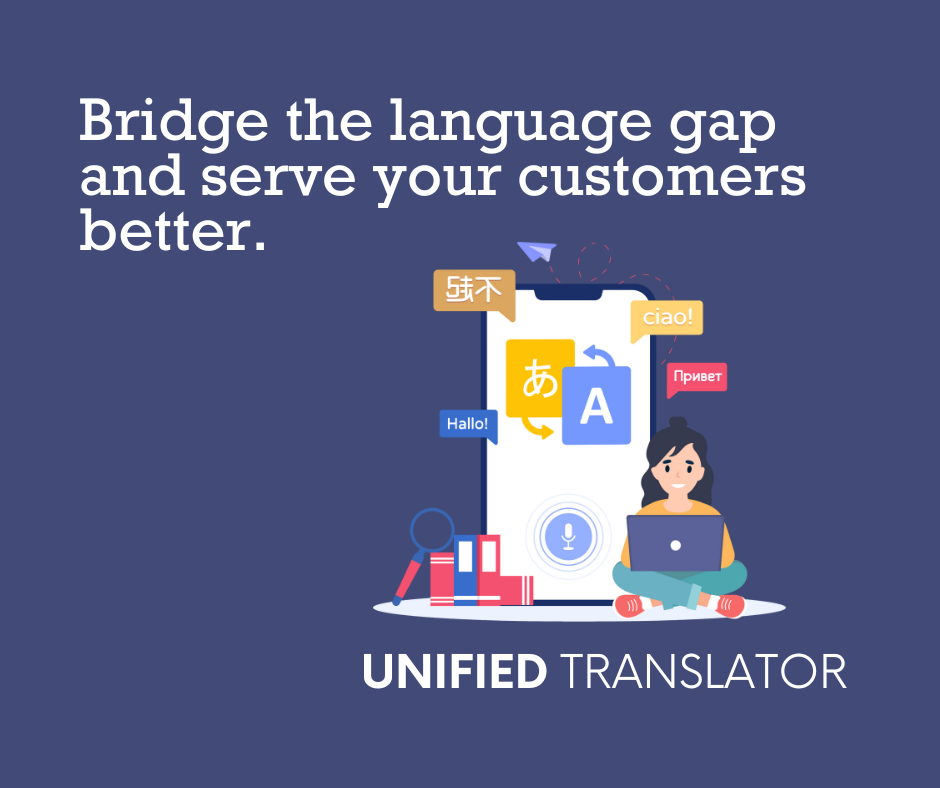 Bridge the language gap
and serve your customers
better.
ciao!
Привет
あ
A
Hallo!
UNIFIED TRANSLATOR